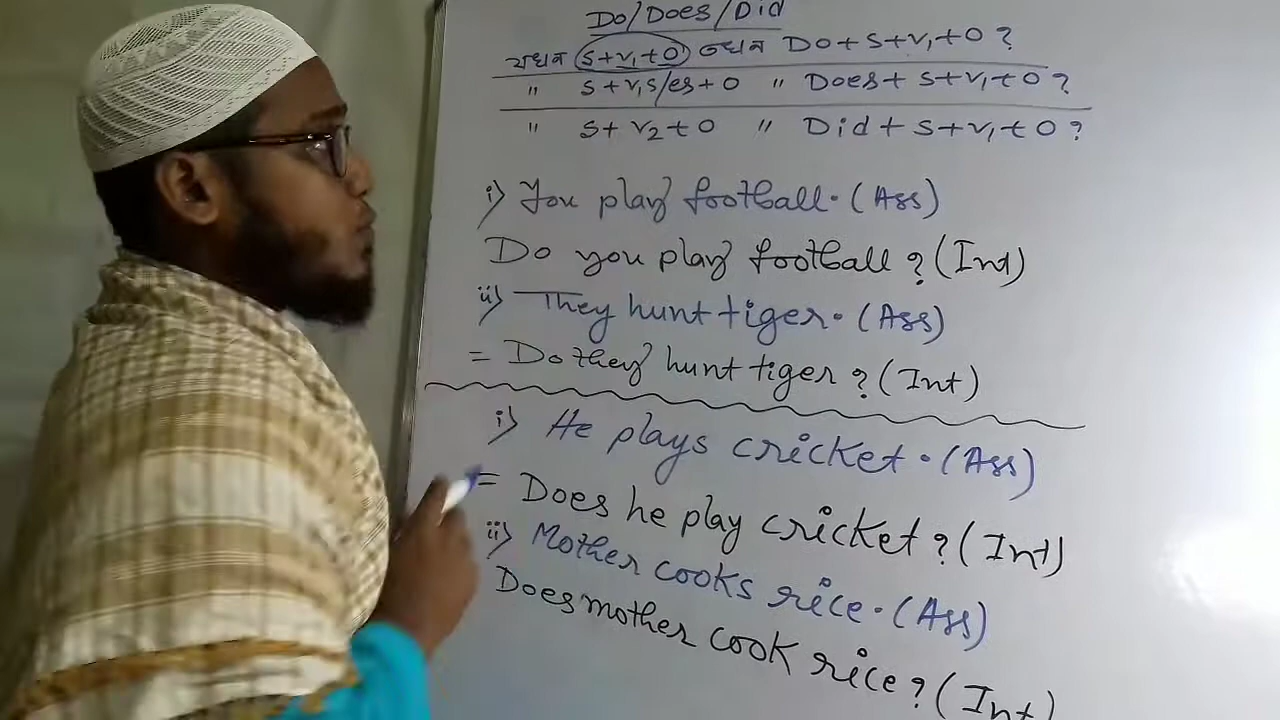 Do/Does/Did
যখন S+V₁+O তখন Do+S+V₁+O?
" S+V₁s/es+O " Does+ S+V₁+O?
" S+V₂+O " Did+S+V₁+O?
i) You play football. (Ass)
Do you play football? (Int)
ii) They hunt tiger. (Ass)
= Do they hunt tiger? (Int)
i) He plays cricket. (Ass)
= Does he play cricket? (Int)
ii) Mother cooks rice. (Ass)
Does mother cook rice? (Int)